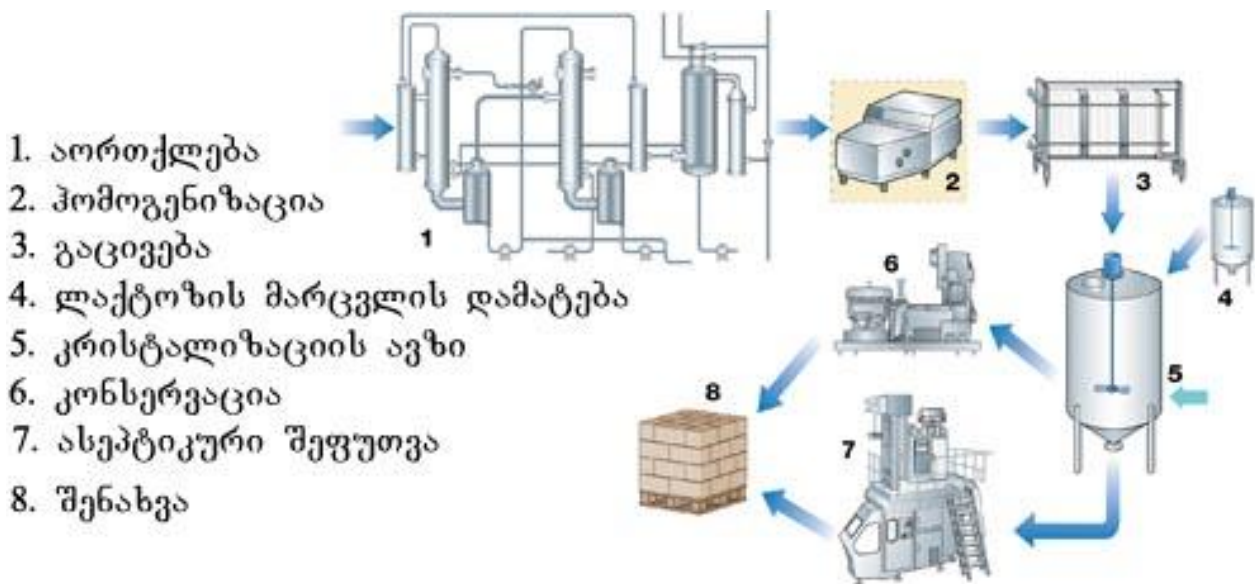 1. აორთქლება
2. ჰომოგენიზაცია
3. გაცივება
4. ლაქტოზის მარცვლის დამატება
5. კრისტალიზაციის ავზი
6. კონსერვაცია
7. ასეპტიკური შეფუთვა
8. შენახვა
1
2
3
4
5
6
7
8